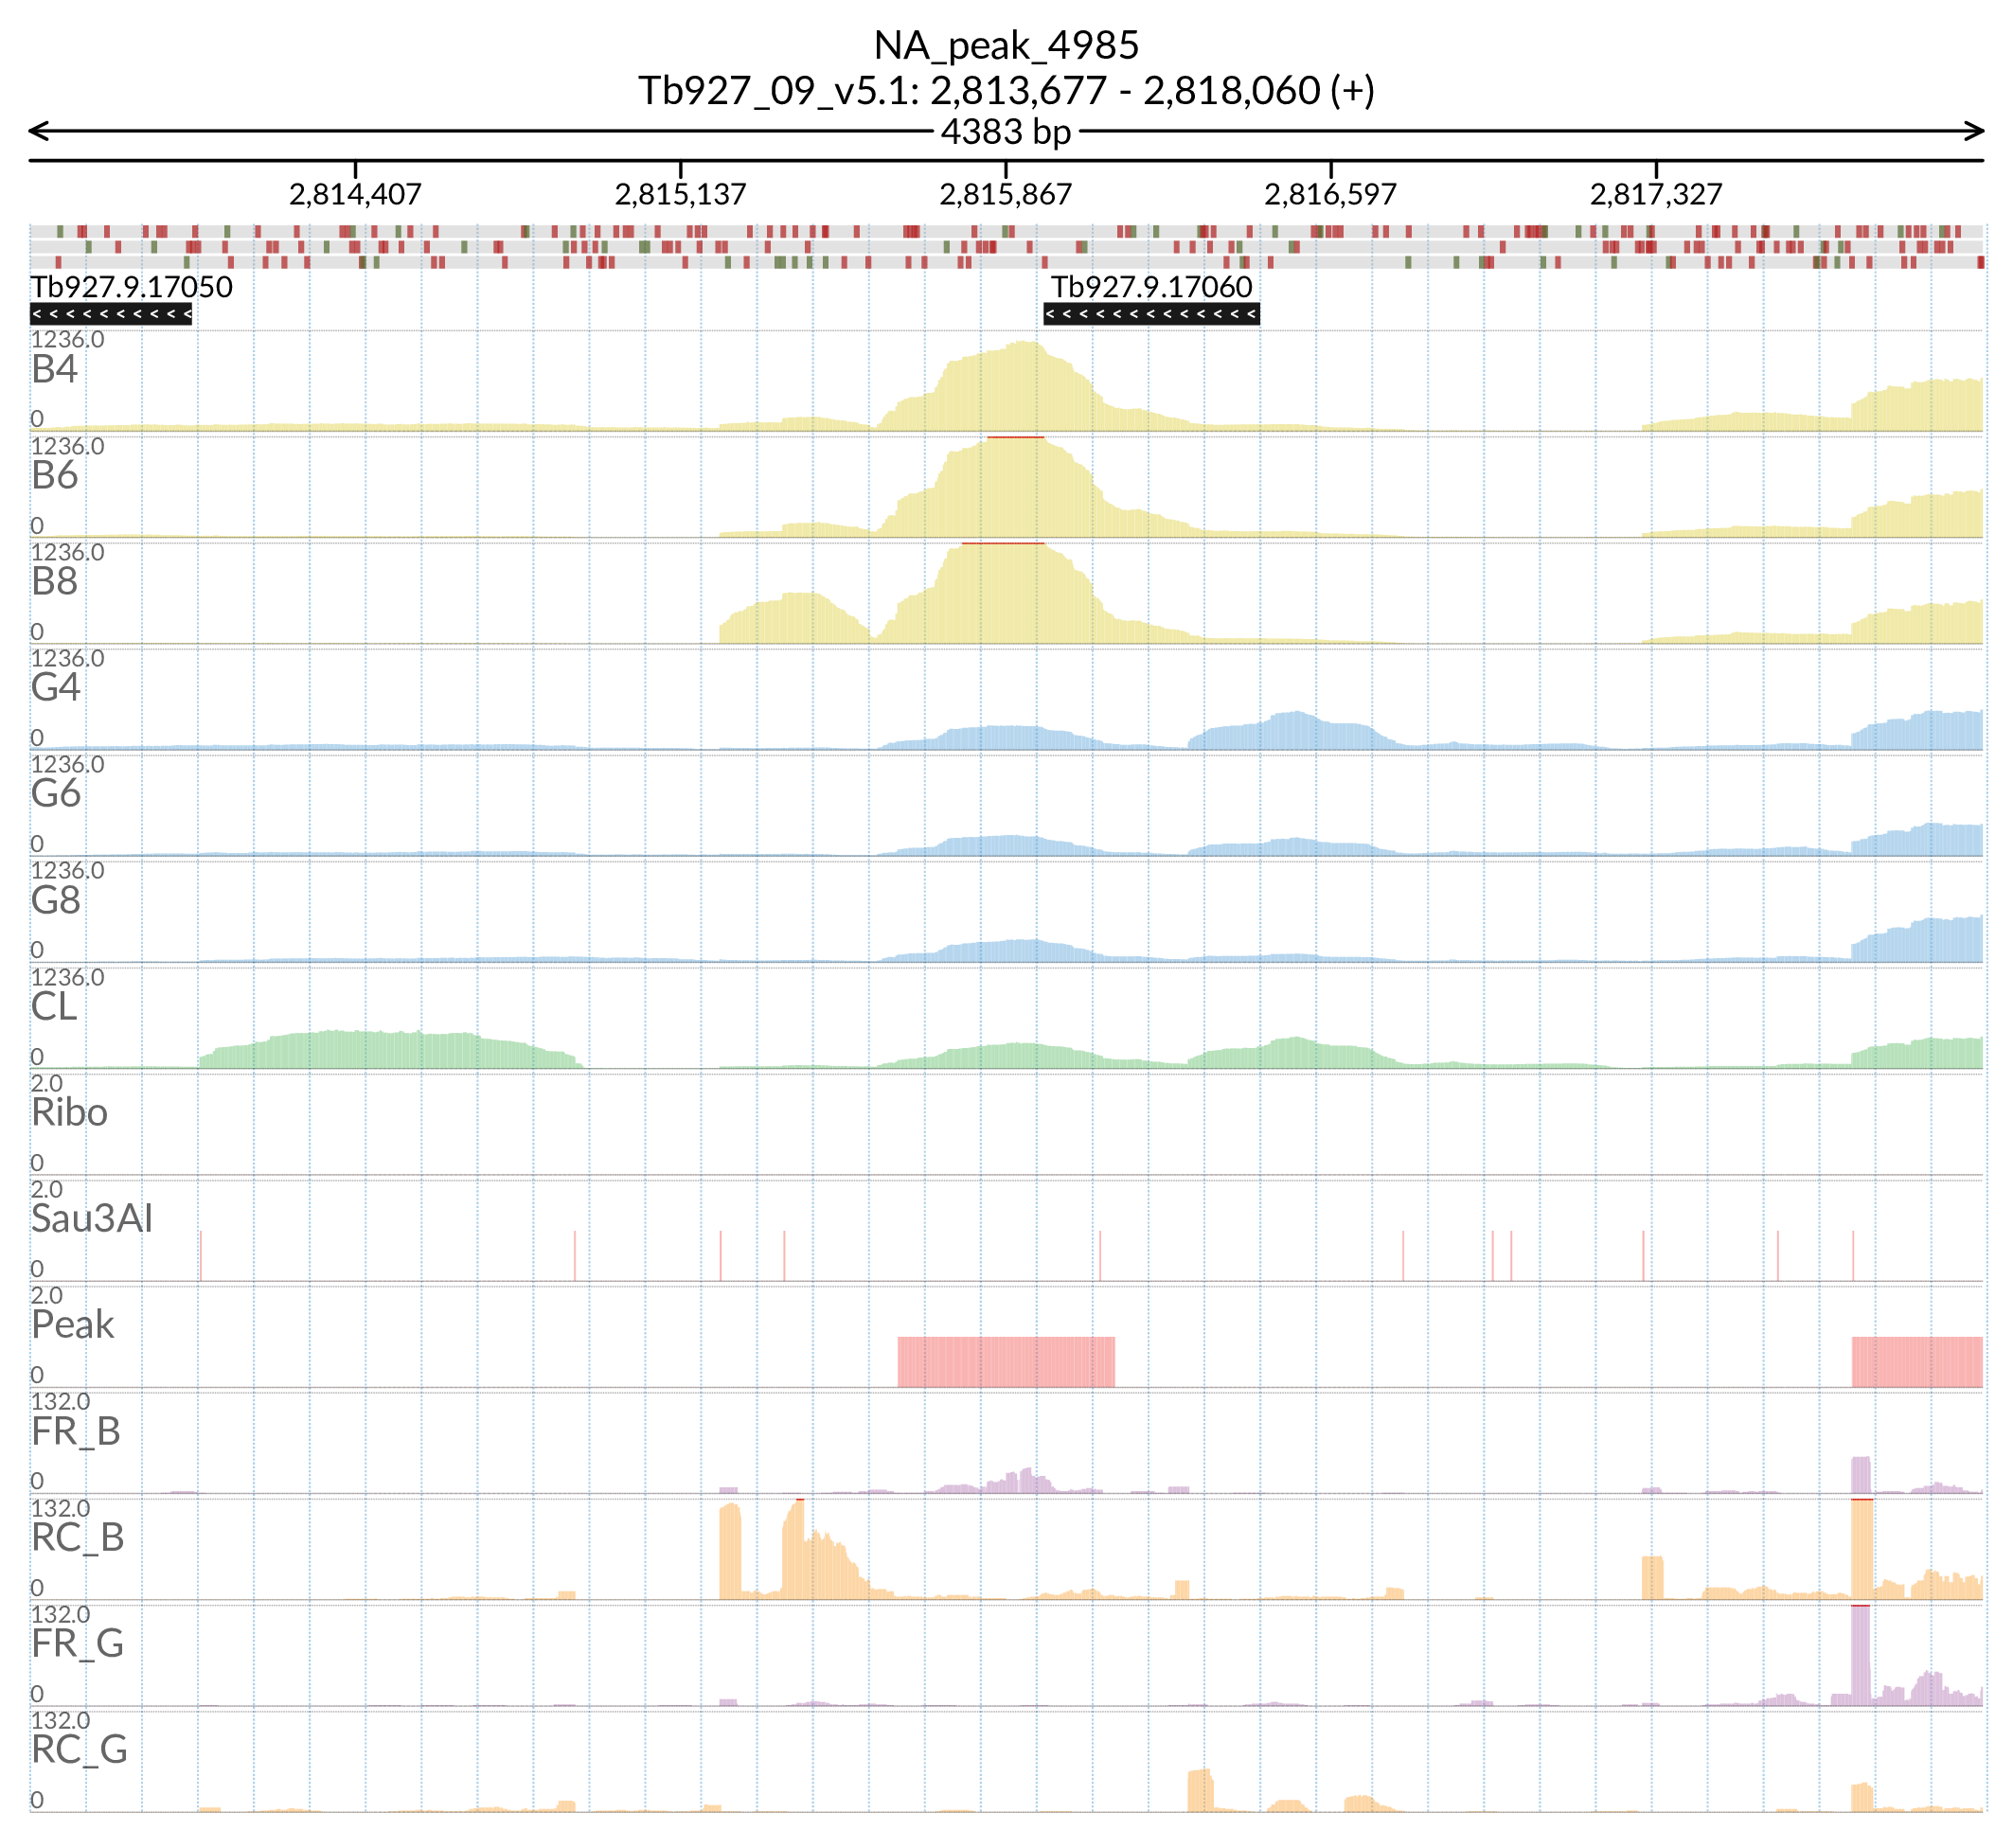 NA_peak_4985
Tb927_09_v5.1: 2,813,677 - 2,818,060 (+)
4383 bp
2,814,407 2,815,137 2,815,867 2,816,597 2,817,327
Tb927.9.17050 Tb927.9.17060
1236.0
B4
0
1236.0
B6
0
1236.0
B8
0
1236.0
G4
0
1236.0
G6
0
1236.0
G8
0
1236.0
CL
0
2.0
Ribo
0
2.0
Sau3AI
0
2.0
Peak
0
132.0
FR_B
0
132.0
RC_B
0
132.0
FR_G
0
132.0
RC_G
0